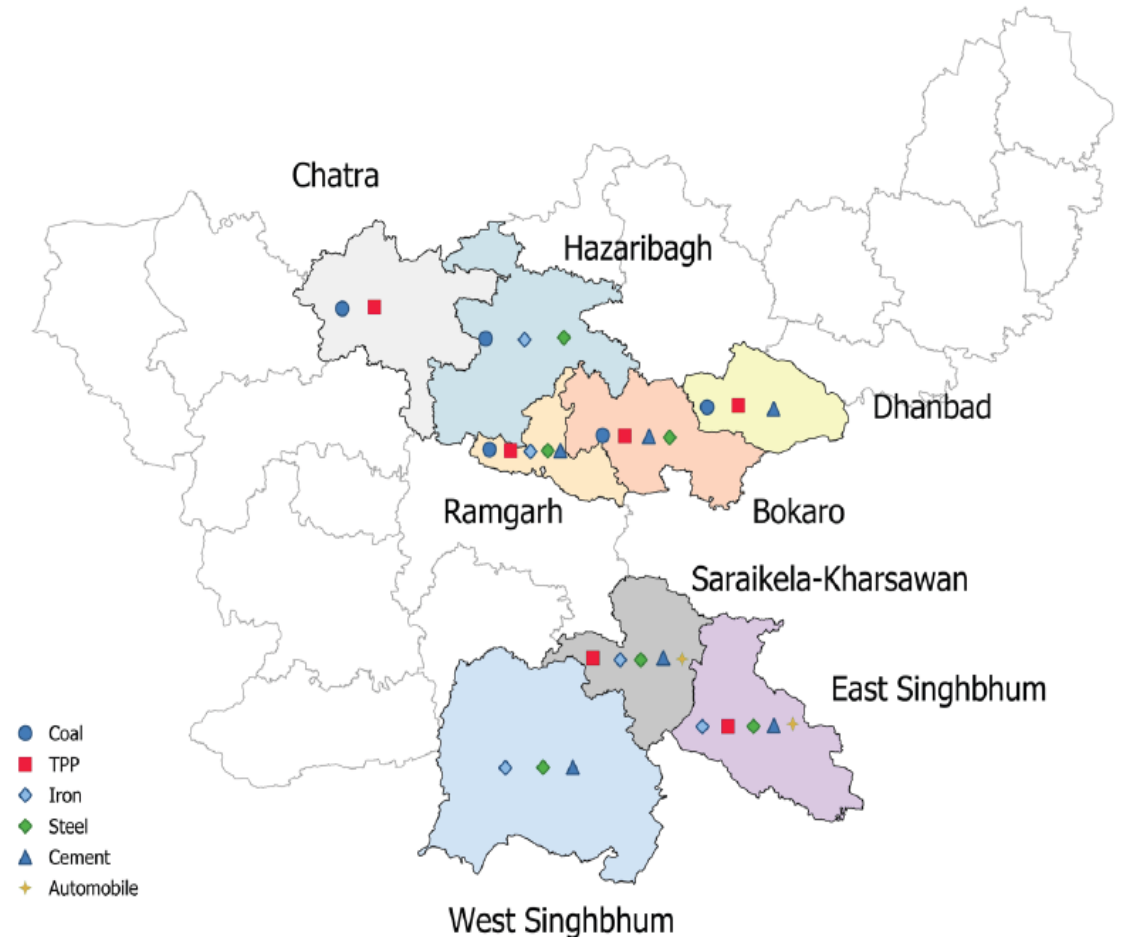 Chatra
Hazaribagh
Dhanbad
Ramgarh
Bokaro
Saraikela-Kharsawan
East Singhbhum
Coal
TPP
Iron
Steel
Cement
Automobile
West Singhbhum